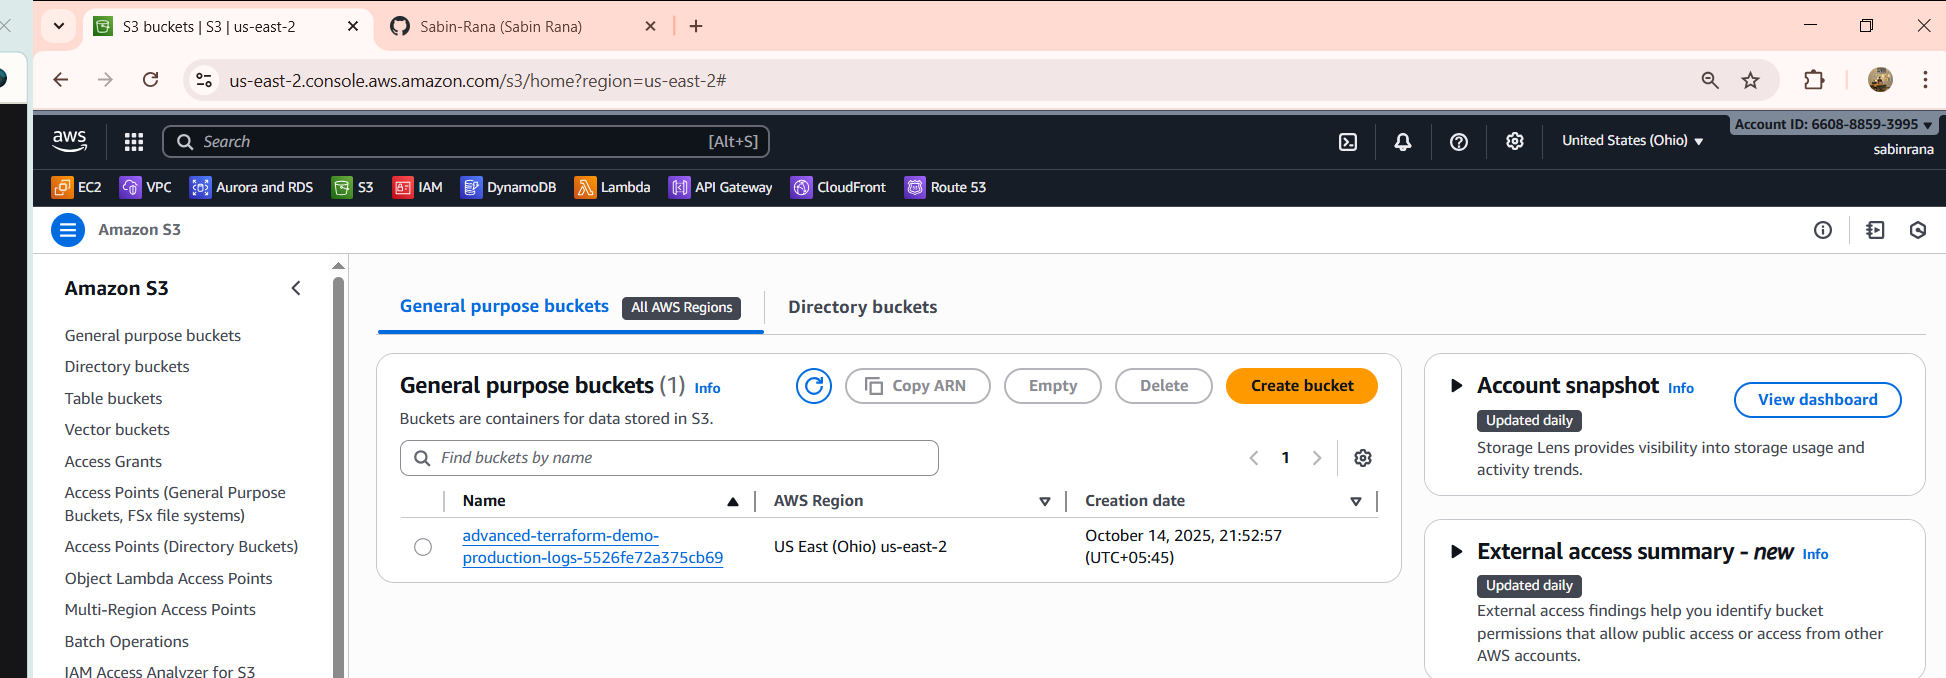 S3 buckets | S3 | us-east-2
Sabin-Rana (Sabin Rana)
us-east-2.console.aws.amazon.com/s3/home?region=us-east-2#
aws
Search
[Alt+S]
United States (Ohio)
Account ID: 6608-8859-3995
sabinrana
EC2
VPC
Aurora and RDS
S3
IAM
DynamoDB
Lambda
API Gateway
CloudFront
Route 53
Amazon S3
Amazon S3
General purpose buckets
Directory buckets
Table buckets
Vector buckets
Access Grants
Access Points (General Purpose
Buckets, FSx file systems)
Access Points (Directory Buckets)
Object Lambda Access Points
Multi-Region Access Points
Batch Operations
IAM Access Analyzer for S3
General purpose buckets All AWS Regions
Directory buckets
General purpose buckets (1) Info
Copy ARN
Empty
Delete
Create bucket
Buckets are containers for data stored in S3.
Find buckets by name
1
Name
AWS Region
Creation date
advanced-terraform-demo-
production-logs-5526fe72a375cb69
US East (Ohio) us-east-2
October 14, 2025, 21:52:57
(UTC+05:45)
Account snapshot Info
View dashboard
Updated daily
Storage Lens provides visibility into storage usage and
activity trends.
External access summary - new Info
Updated daily
External access findings help you identify bucket
permissions that allow public access or access from other
AWS accounts.